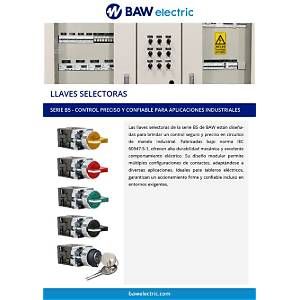 BAW electric
LLAVES SELECTORAS
SERIE B5 - CONTROL PRECISO Y CONFIABLE PARA APLICACIONES INDUSTRIALES
Las llaves selectoras de la serie B5 de BAW están diseña-
das para brindar un control seguro y preciso en circuitos
de mando industrial. Fabricadas bajo norma IEC
60947-5-1, ofrecen alta durabilidad mecánica y excelente
comportamiento eléctrico. Su diseño modular permite
múltiples configuraciones de contactos, adaptándose a
diversas aplicaciones. Ideales para tableros eléctricos,
garantizan un accionamiento firme y confiable incluso en
entornos exigentes.
bawelectric.com